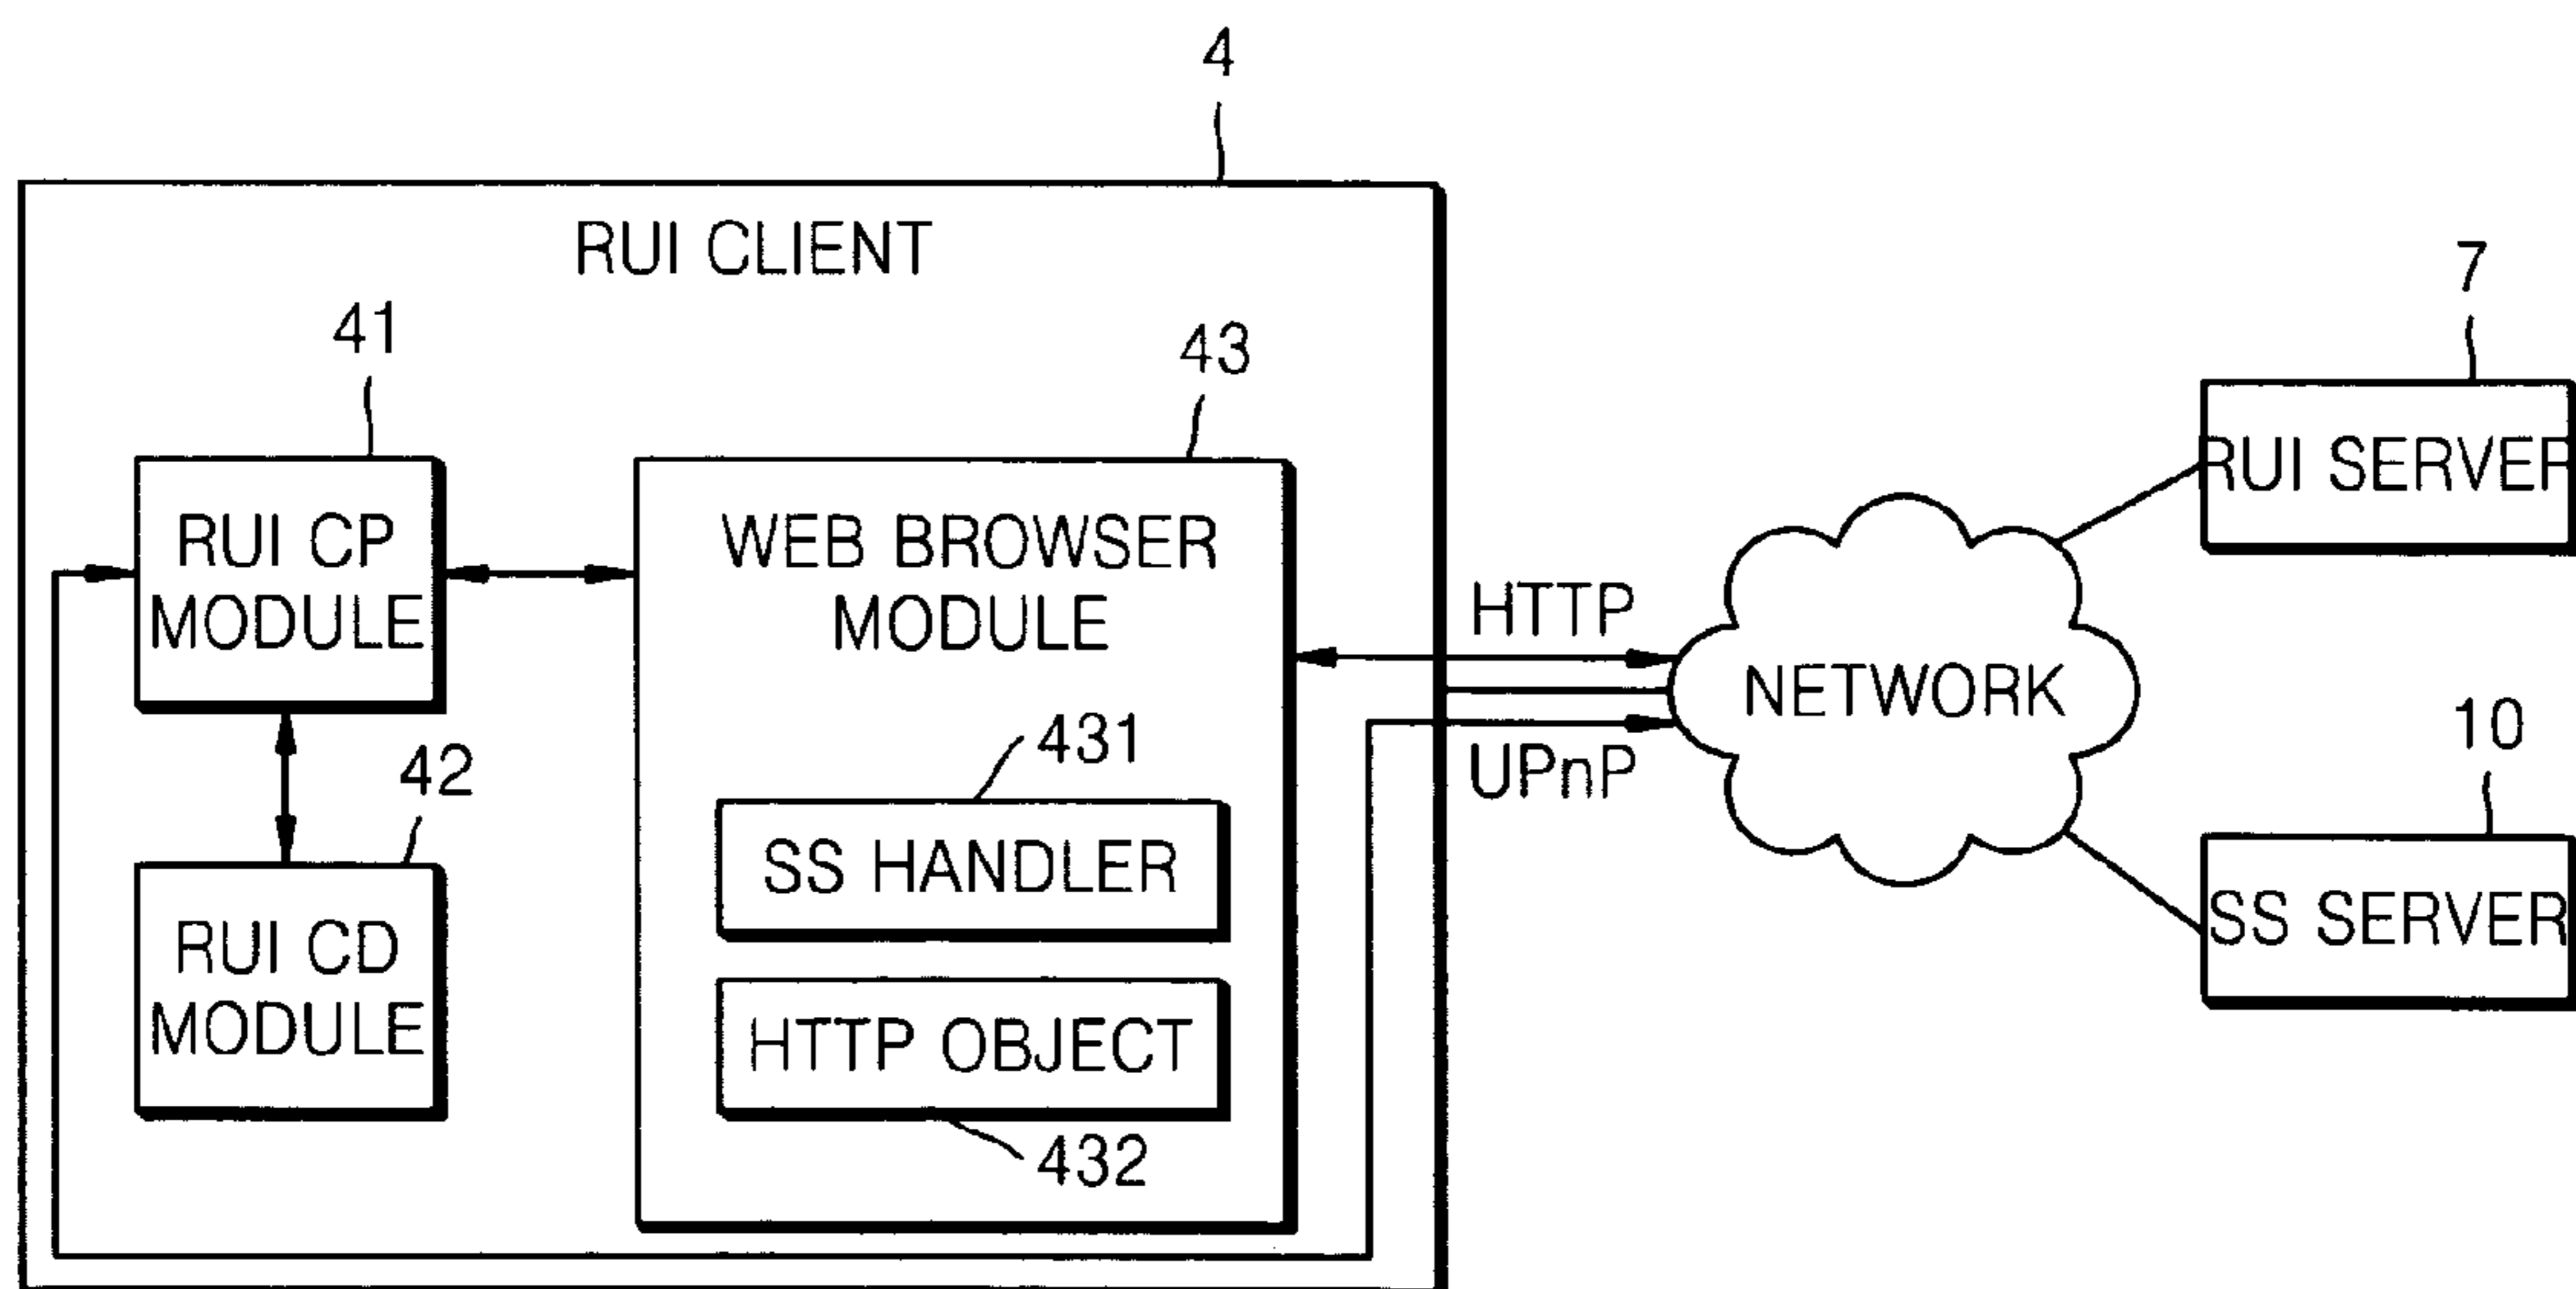 4
RUI CLIENT
41
43
7
RUI CP
MODULE
WEB BROWSER
MODULE
RUI SERVER
HTTP
NETWORK
UPnP
42
431
10
RUI CD
MODULE
SS HANDLER
SS SERVER
HTTP OBJECT
432